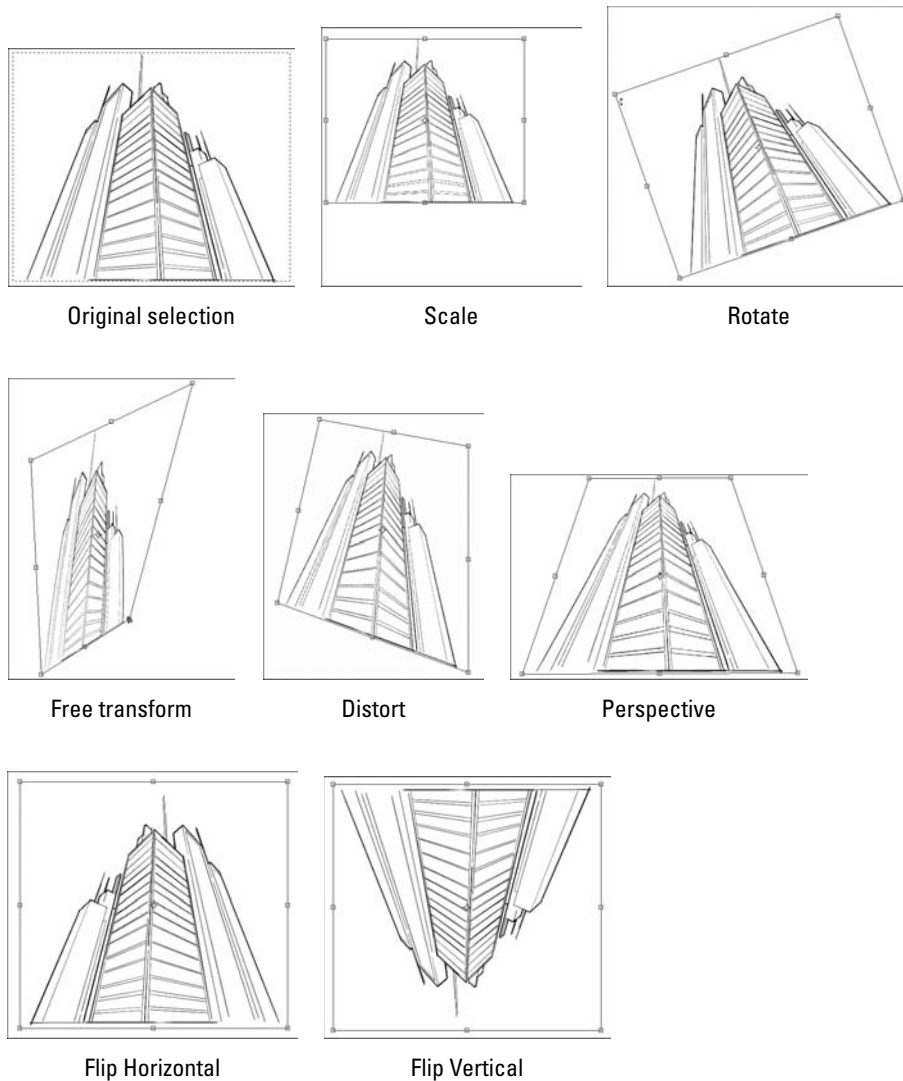 Original selection
Scale
Rotate
Free transform
Distort
Perspective
Flip Horizontal
Flip Vertical